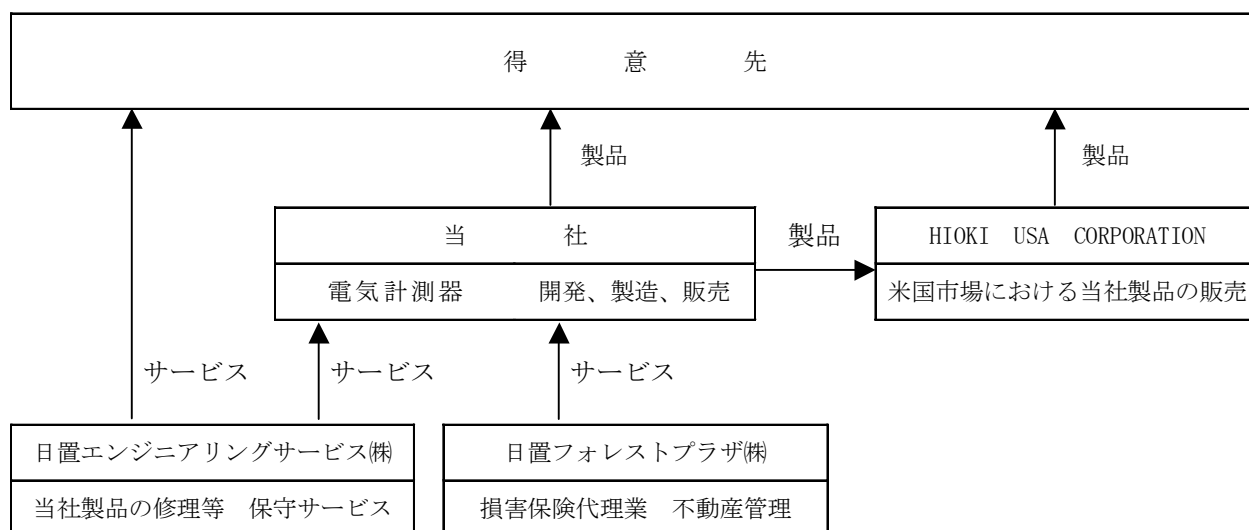 得　意　先
製品
製品
当　社
製品
HIOKI USA CORPORATION
電気計測器　開発、製造、販売
米国市場における当社製品の販売
サービス
サービス
サービス
日置エンジニアリングサービス㈱
日置フォレストプラザ㈱
当社製品の修理等　保守サービス
損害保険代理業　不動産管理